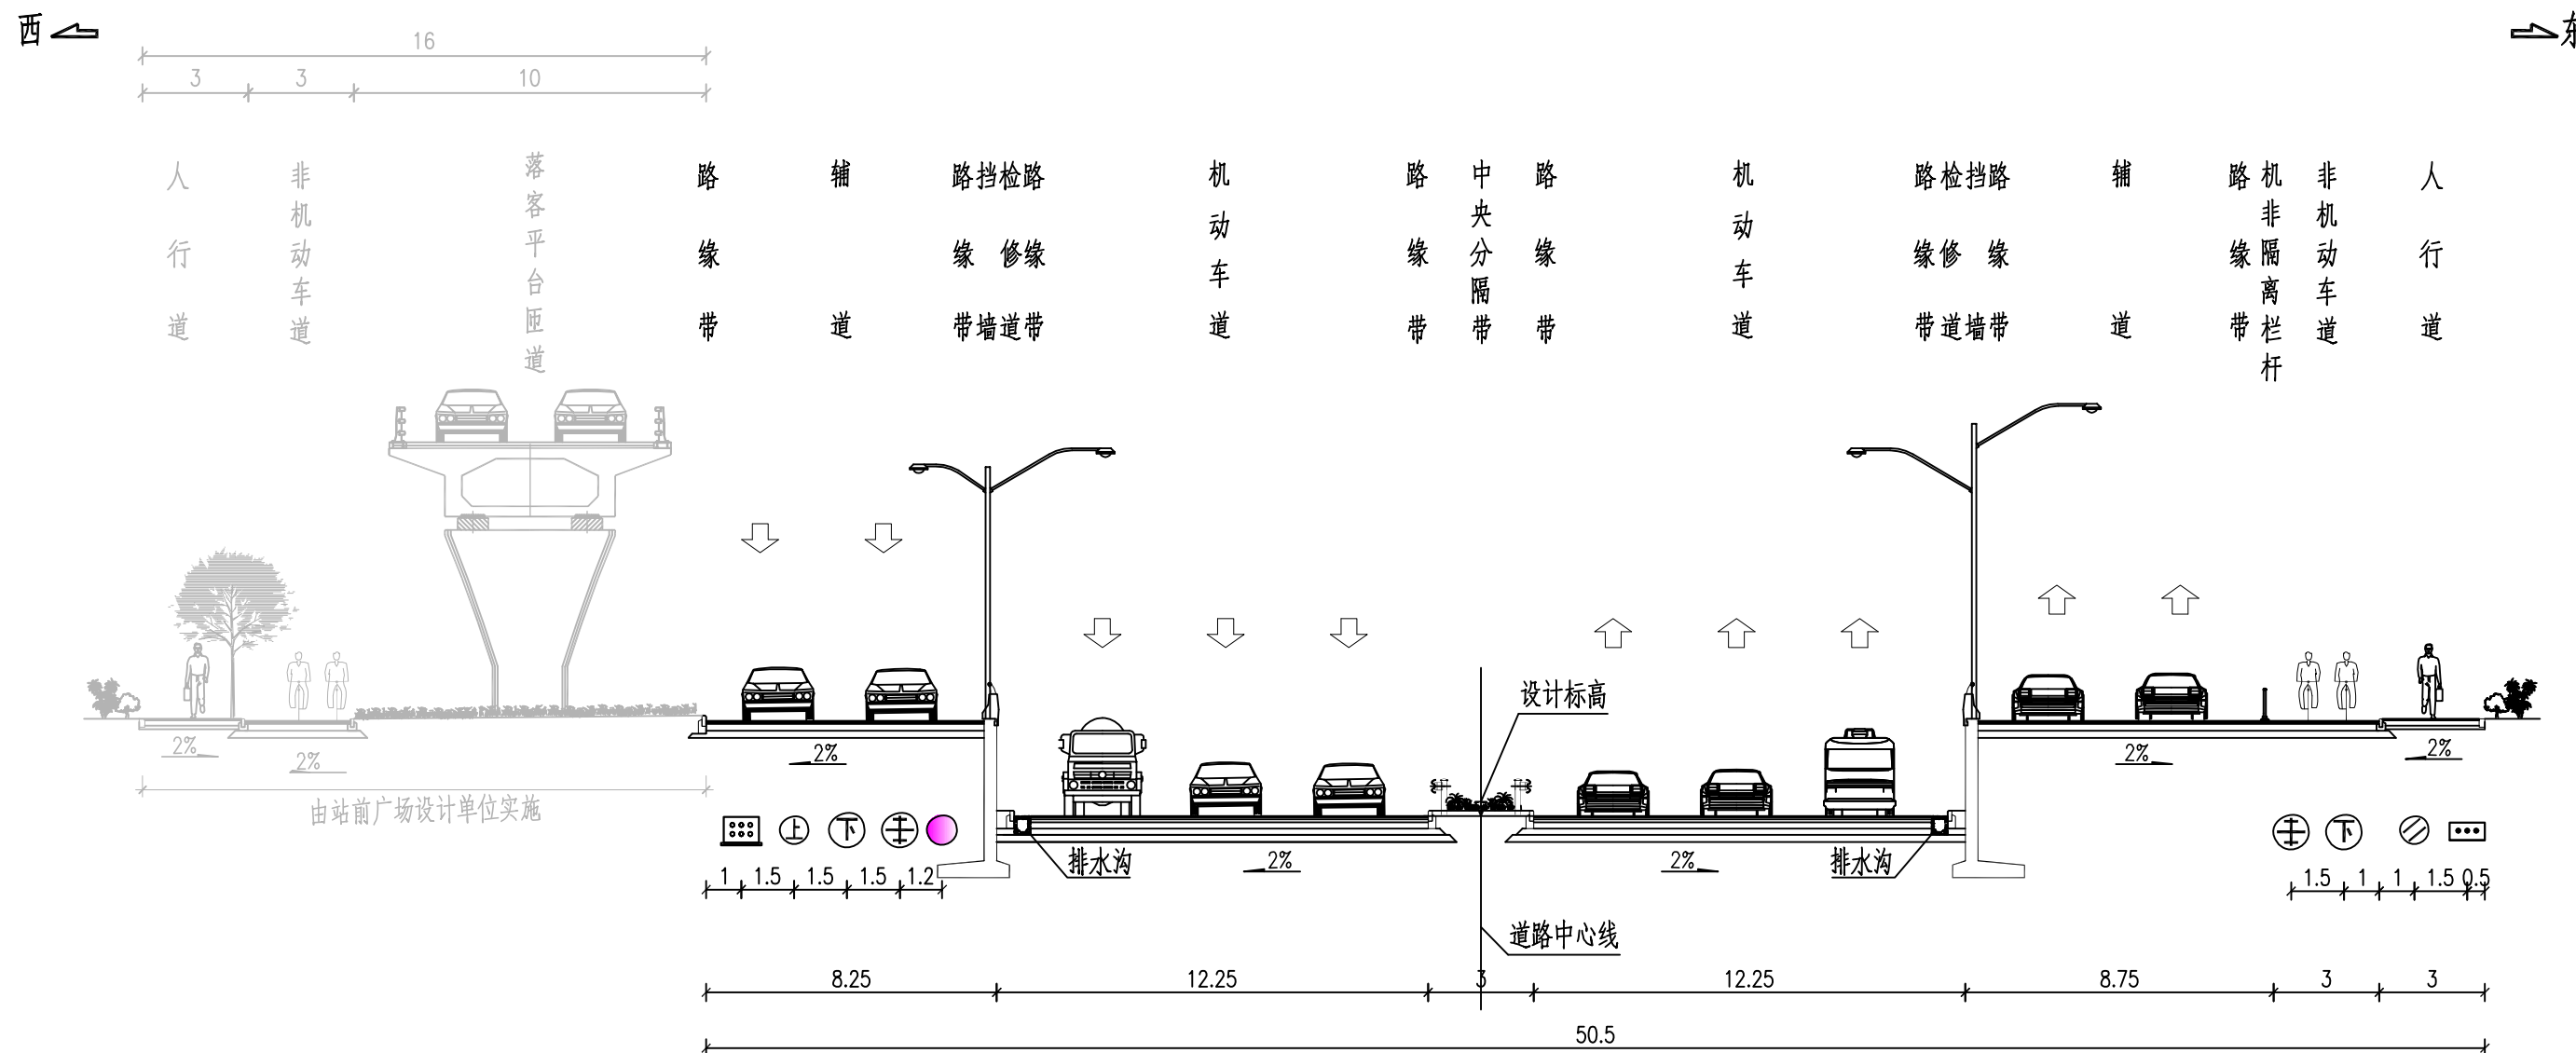 西
东
16
3
3
10
人行道
非机动车道
落客平台匝道
路缘带
辅道
路缘带
挡墙
检修道
路缘带
机动车道
路缘带
中央分隔带
路缘带
机动车道
路缘带
检修道
挡墙
路缘带
辅道
路缘带
机非隔离栏杆
非机动车道
人行道
设计标高
2%
2%
2%
2%
2%
2%
2%
由站前广场设计单位实施
上
下
排水沟
排水沟
下
1
1.5
1.5
1.5
1.2
1.5
1
1
1.5
0.5
道路中心线
8.25
12.25
3
12.25
8.75
3
3
50.5